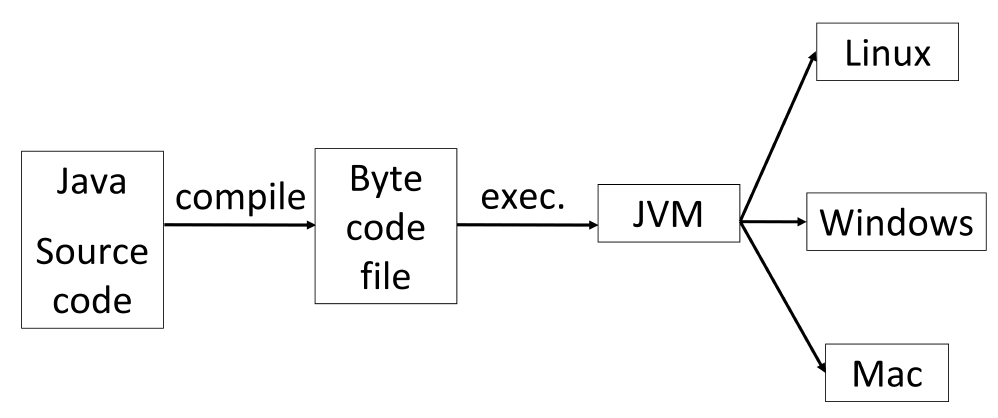 Java
Source
code
compile
Byte
code
file
exec.
JVM
Linux
Windows
Mac